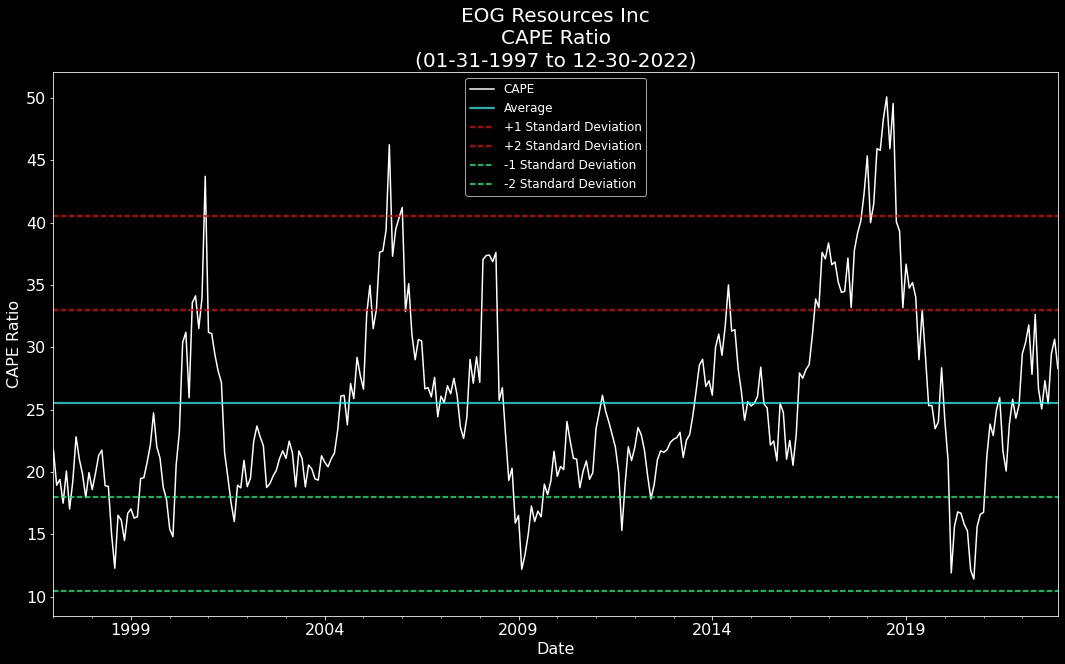 EOG Resources Inc
CAPE Ratio
(01-31-1997 to 12-30-2022)
CAPE
Average
+1 Standard Deviation
+2 Standard Deviation
-1 Standard Deviation
-2 Standard Deviation
50
45
40
35
30
25
20
15
10
CAPE Ratio
1999
2004
2009
2014
2019
Date